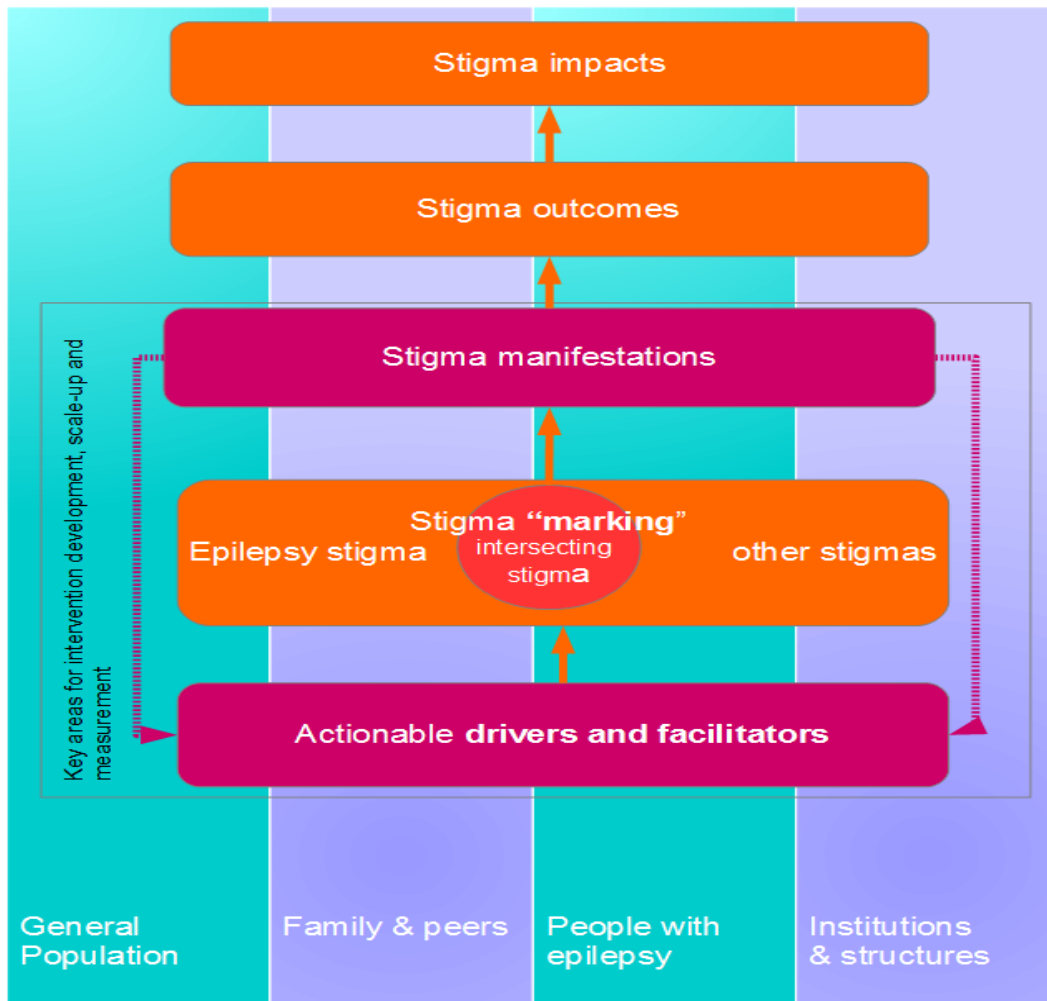 Stigma impacts
Stigma outcomes
Key areas for intervention development, scale-up and
measurement
Stigma manifestations
Stigma “marking”
Epilepsy stigma
intersecting
stigma
other stigmas
Actionable drivers and facilitators
General
Population
Family & peers
People with
epilepsy
Institutions
& structures